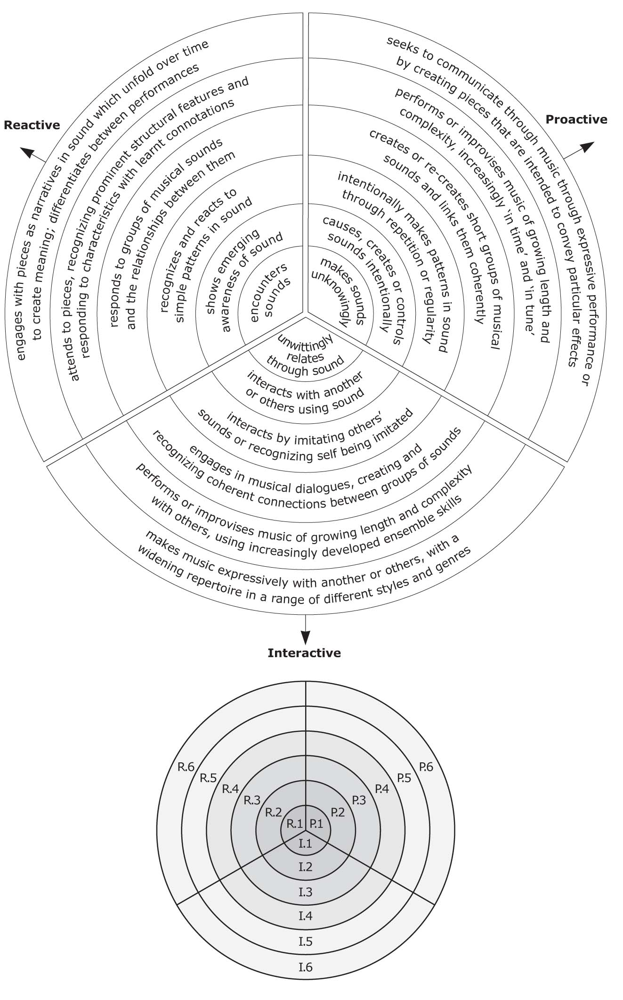 Reactive
engages with pieces as narratives in sound which unfold over time
to create meaning; differentiates between performances
attends to pieces, recognizing prominent structural features and
responding to characteristics with learnt connotations
responds to groups of musical sounds
and the relationships between them
recognizes and reacts to
simple patterns in sound
shows emerging
awareness of sound
encounters
sounds
Proactive
seeks to communicate through music through expressive performance or
by creating pieces that are intended to convey particular effects
performs or improvises music of growing length and
complexity, increasingly ‘in time’ and ‘in tune’
creates or re-creates short groups of musical
sounds and links them coherently
intentionally makes patterns in sound
through repetition or regularity
causes, creates or controls
sounds intentionally
makes sounds
unknowingly
unwittingly
relates
through sound
interacts with another
or others using sound
interacts by imitating others’
sounds or recognizing self being imitated
engages in musical dialogues, creating and
recognizing coherent connections between groups of sounds
performs or improvises music of growing length and complexity
with others, using increasingly developed ensemble skills
makes music expressively with another or others, with a
widening repertoire in a range of different styles and genres
Interactive
R.6
R.5
R.4
R.3
R.2
R.1
P.1
P.2
P.3
P.4
P.5
P.6
I.1
I.2
I.3
I.4
I.5
I.6